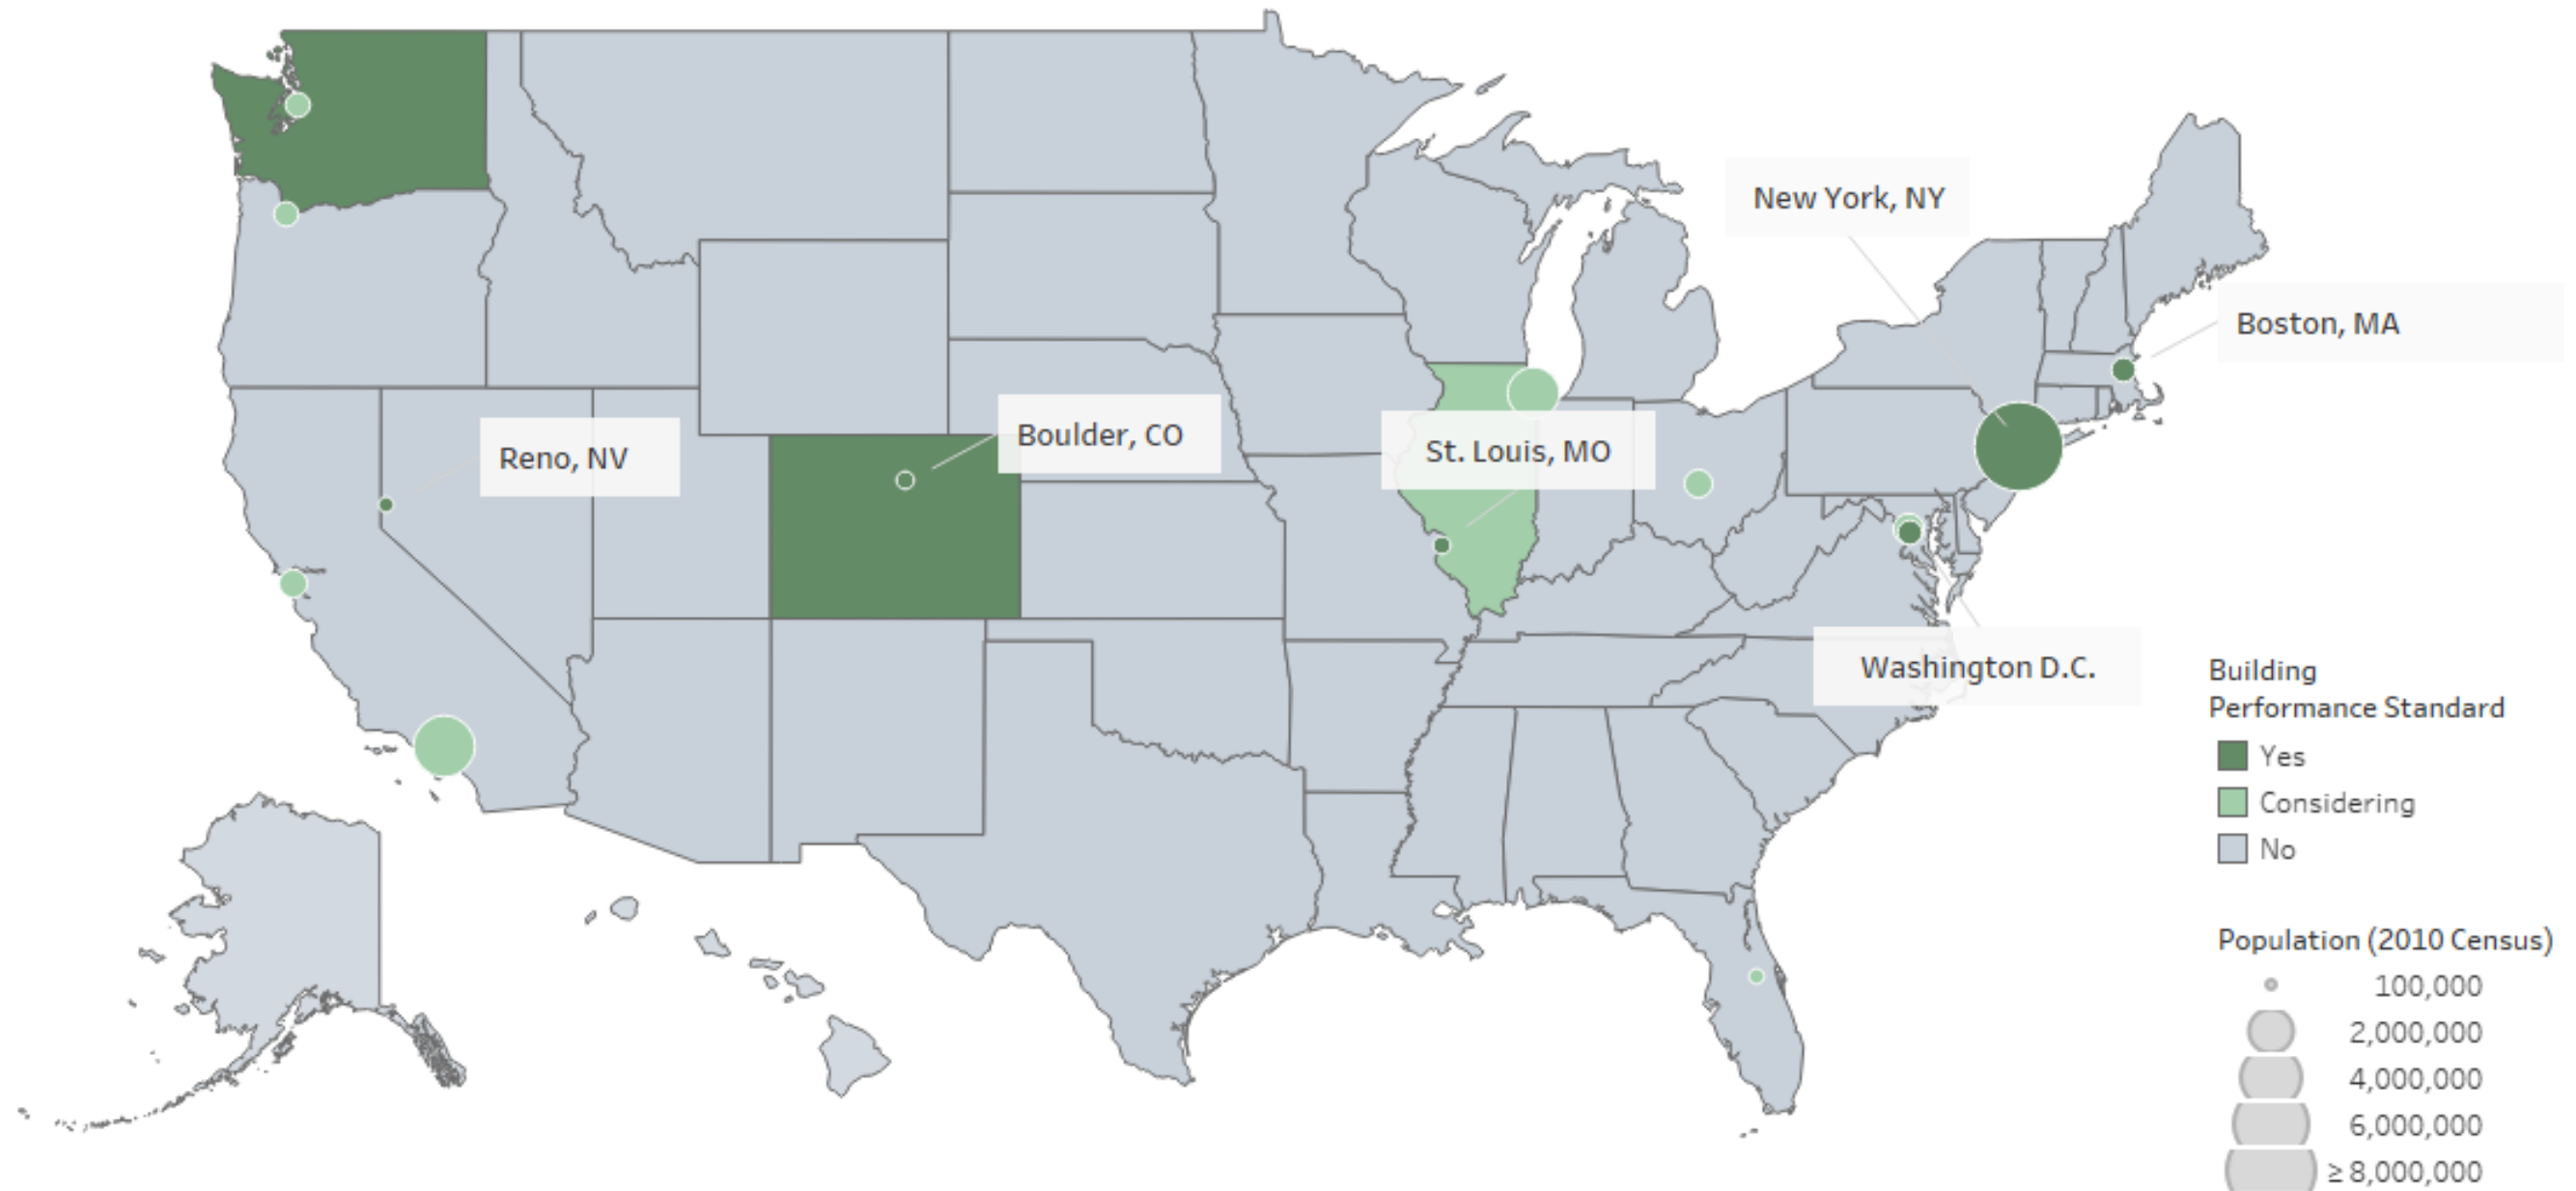 New York, NY
Boston, MA
Boulder, CO
Reno, NV
St. Louis, MO
Washington D.C.
Building
Performance Standard
Yes
Considering
No
Population (2010 Census)
100,000
2,000,000
4,000,000
6,000,000
≥ 8,000,000